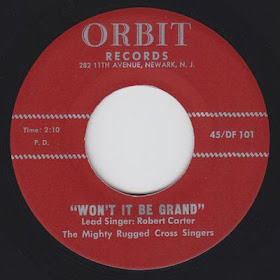 ORBIT
RECORDS
282 11TH AVENUE, NEWARK, N. J.
Time: 2:10
P. D.
45/DF 101
"WON'T IT BE GRAND"
Lead Singer: Robert Carter
The Mighty Rugged Cross Singers